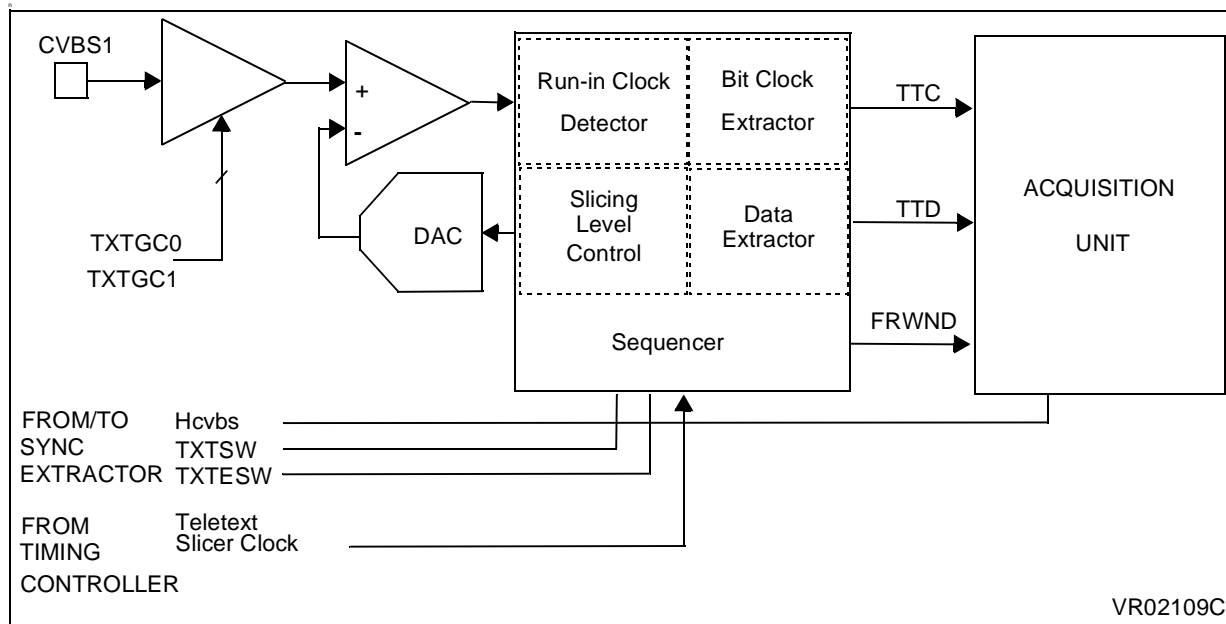 CVBS1
+
-
TXTGC0
TXTGC1
DAC
Run-in Clock
Detector
Bit Clock
Extractor
Slicing
Level
Control
Data
Extractor
Sequencer
TTC
TTD
FRWND
ACQUISITION
UNIT
FROM/TO Hcvbs
SYNC TXTSW
EXTRACTOR TXTESW
FROM Teletext
TIMING Slicer Clock
CONTROLLER
VR02109C